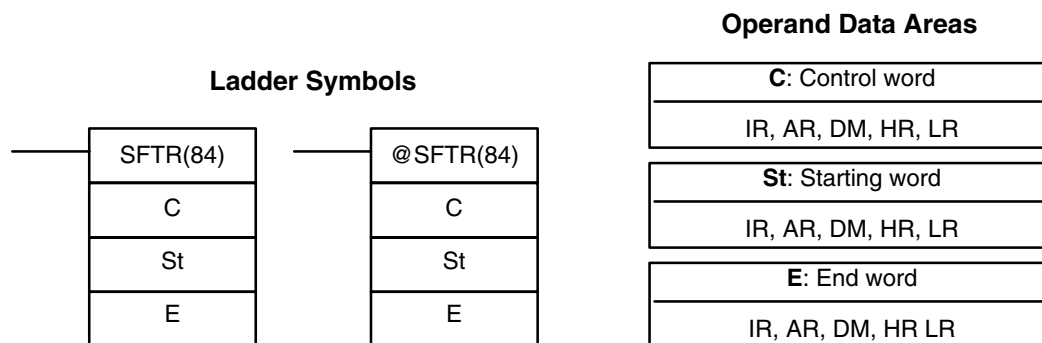 Operand Data Areas
Ladder Symbols
C: Control word
IR, AR, DM, HR, LR
St: Starting word
IR, AR, DM, HR, LR
E: End word
IR, AR, DM, HR LR
SFTR(84)
C
St
E
@SFTR(84)
C
St
E